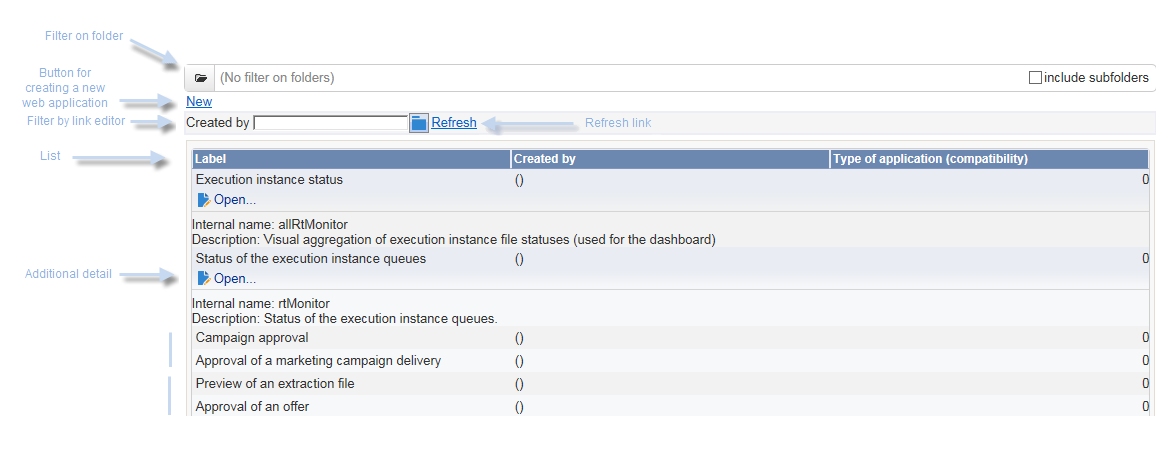 Filter on folder
(No filter on folders)
include subfolders
Button for
creating a new
web application
New
Filter by link editor
Created by
Refresh
Refresh link
List
Label
Created by
Type of application (compatibility)
Execution instance status
()
0
Open...
Internal name: allRtMonitor
Description: Visual aggregation of execution instance file statuses (used for the dashboard)
Status of the execution instance queues
()
0
Additional detail
Open...
Internal name: rtMonitor
Description: Status of the execution instance queues.
Campaign approval
()
0
Approval of a marketing campaign delivery
()
0
Preview of an extraction file
()
0
Approval of an offer
()
0